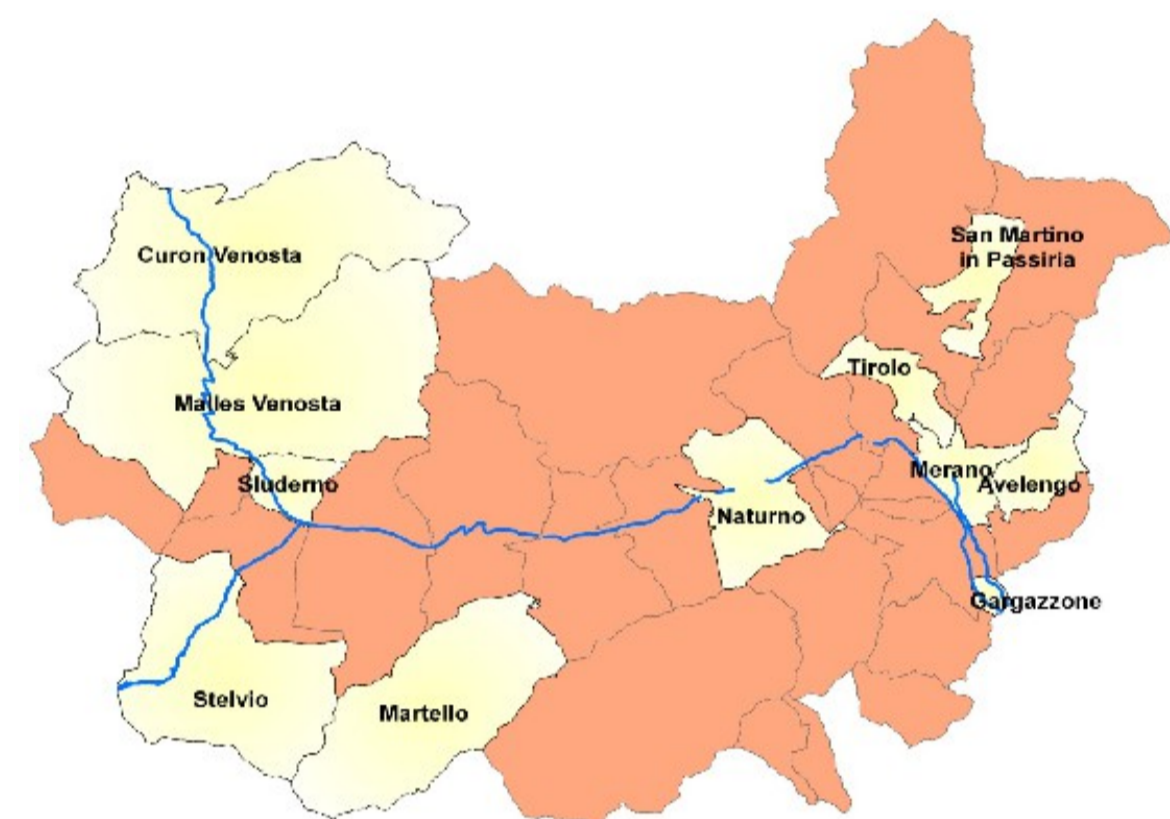 San Martino
in Passiria
Curon Venosta
Tirolo
Malles Venosta
Merano
Sluderno
Avelengo
Naturno
Gargazzone
Stelvio
Martello